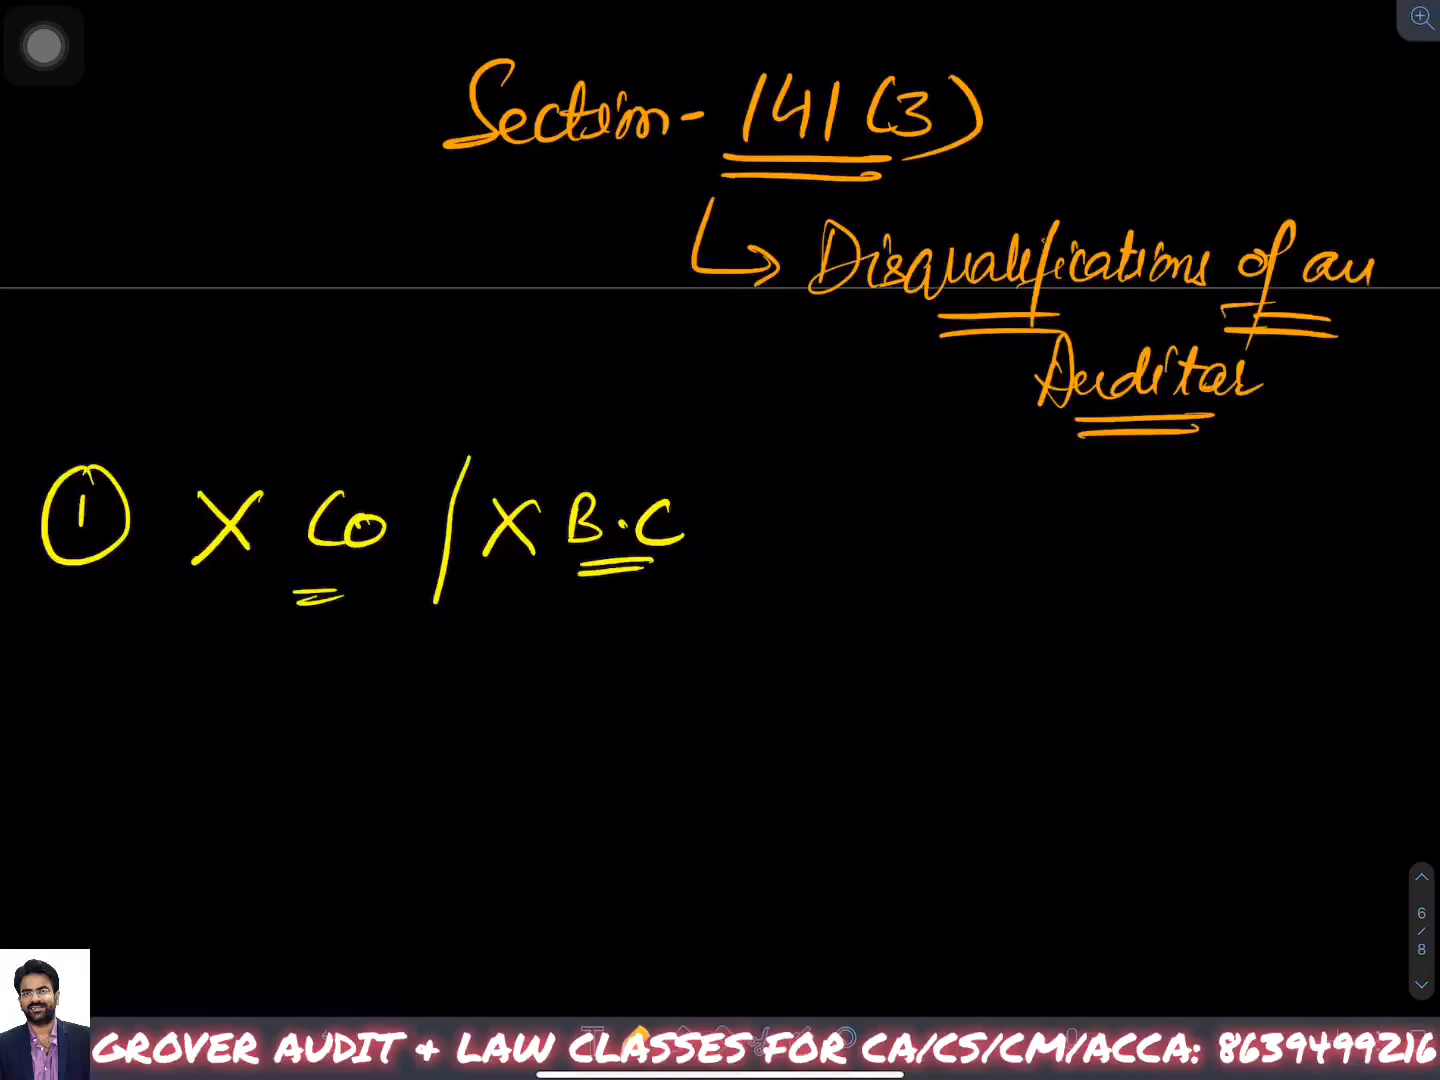 Section - 141 (3)
↳ Disqualifications of an
Auditor
① X Co / X B.C
6
/
8
GROVER AUDIT & LAW CLASSES FOR CA/CS/CM/ACCA: 8639499216